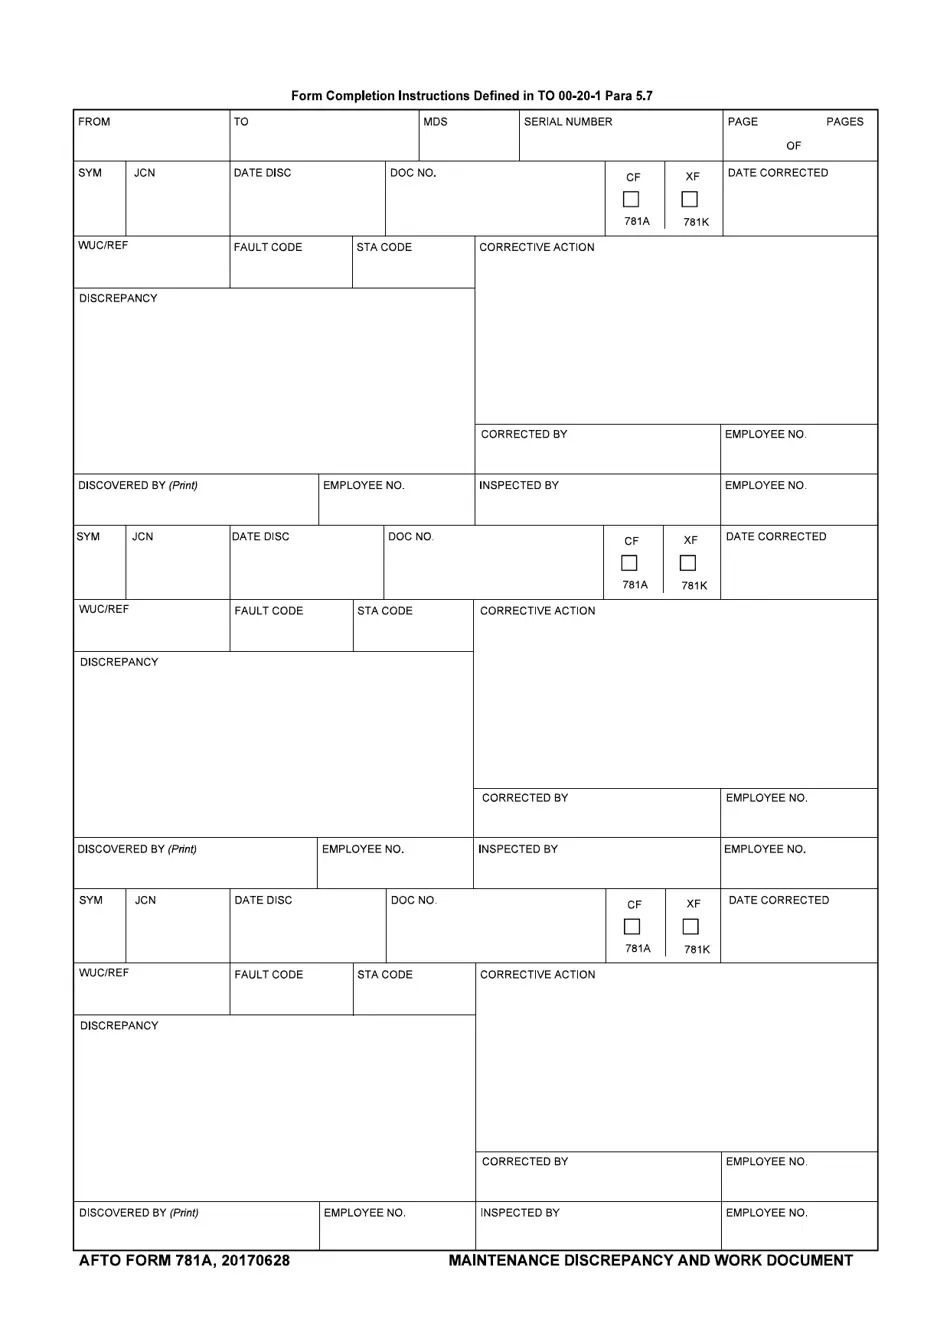 Form Completion Instructions Defined in TO 00-20-1 Para 5.7
FROM TO MDS SERIAL NUMBER PAGE PAGES
OF
SYM JCN DATE DISC DOC NO. CF XF DATE CORRECTED
781A 781K
WUC/REF FAULT CODE STA CODE CORRECTIVE ACTION
DISCREPANCY
CORRECTED BY EMPLOYEE NO.
DISCOVERED BY (Print) EMPLOYEE NO. INSPECTED BY EMPLOYEE NO.
SYM JCN DATE DISC DOC NO. CF XF DATE CORRECTED
781A 781K
WUC/REF FAULT CODE STA CODE CORRECTIVE ACTION
DISCREPANCY
CORRECTED BY EMPLOYEE NO.
DISCOVERED BY (Print) EMPLOYEE NO. INSPECTED BY EMPLOYEE NO.
SYM JCN DATE DISC DOC NO. CF XF DATE CORRECTED
781A 781K
WUC/REF FAULT CODE STA CODE CORRECTIVE ACTION
DISCREPANCY
CORRECTED BY EMPLOYEE NO.
DISCOVERED BY (Print) EMPLOYEE NO. INSPECTED BY EMPLOYEE NO.
AFTO FORM 781A, 20170628 MAINTENANCE DISCREPANCY AND WORK DOCUMENT